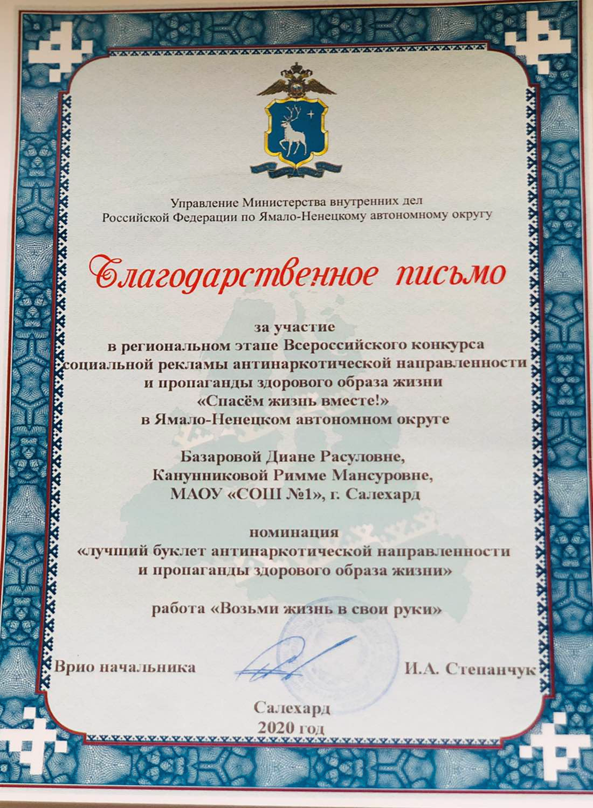 Управление Министерства внутренних дел
Российской Федерации по Ямало-Ненецкому автономному округу
Благодарственное письмо
за участие
в региональном этапе Всероссийского конкурса
социальной рекламы антинаркотической направленности
и пропаганды здорового образа жизни
«Спасём жизнь вместе!»
в Ямало-Ненецком автономном округе
Базаровой Диане Расуловне,
Канунниковой Римме Мансуровне,
МАОУ «СОШ №1», г. Салехард
номинация
«лучший буклет антинаркотической направленности
и пропаганды здорового образа жизни»
работа «Возьми жизнь в свои руки»
Врио начальника И.А. Степанчук
Салехард
2020 год